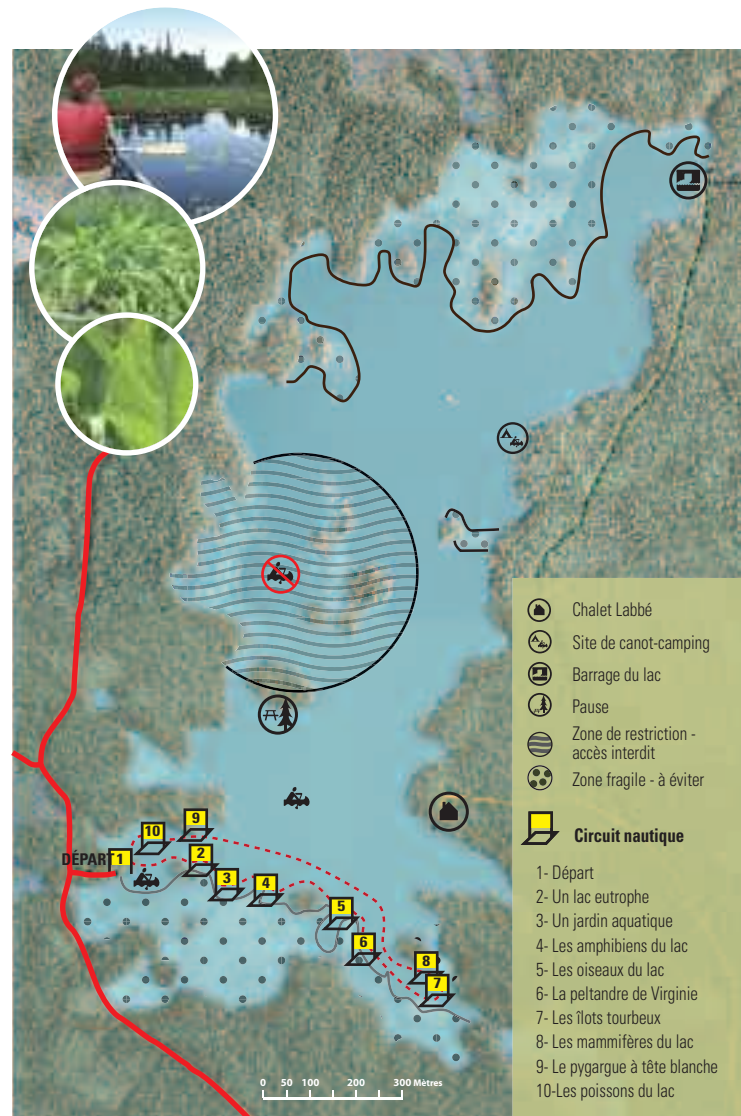 Chalet Labbé
Site de canot-camping
Barrage du lac
Pause
Zone de restriction -
accès interdit
Zone fragile - à éviter
Circuit nautique
1- Départ
2- Un lac eutrophe
3- Un jardin aquatique
4- Les amphibiens du lac
5- Les oiseaux du lac
6- La peltandre de Virginie
7- Les îlots tourbeux
8- Les mammifères du lac
9- Le pygargue à tête blanche
10-Les poissons du lac
9
10
DÉPART 1
2
3
4
5
6
8
7
0 50 100 200 300 Mètres